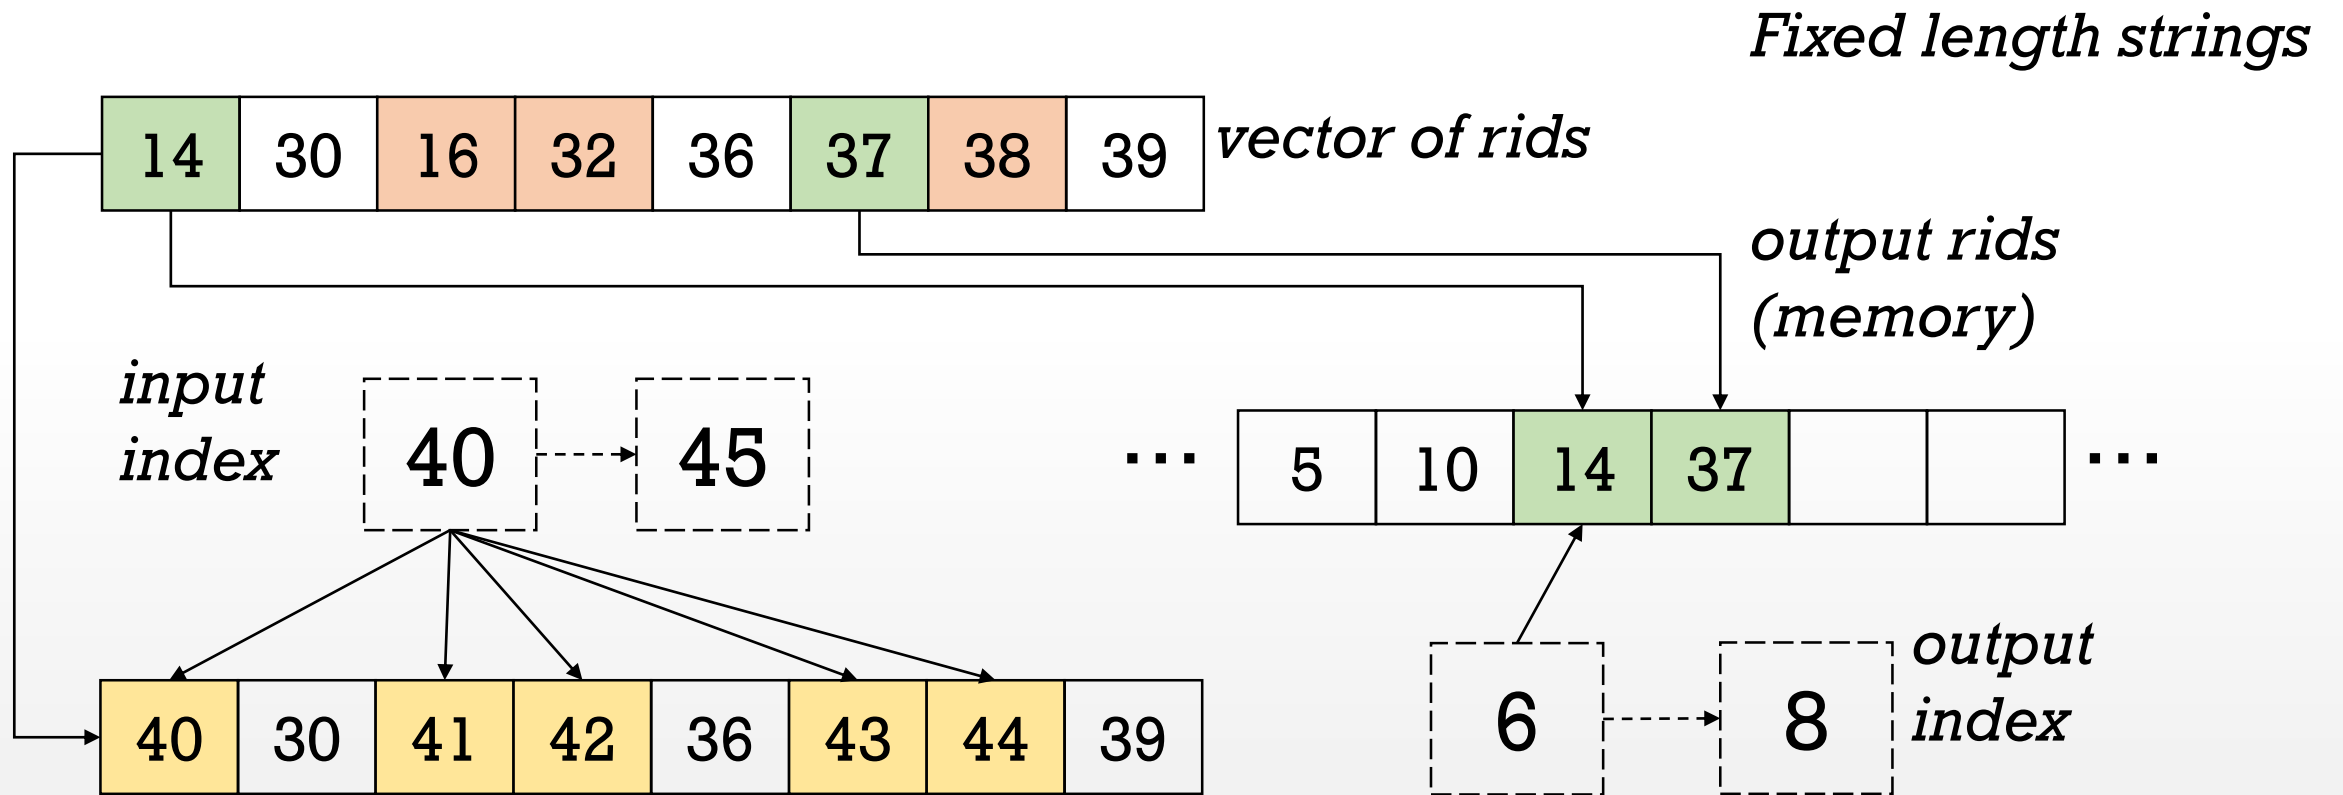 Fixed length strings
14 30 16 32 36 37 38 39
vector of rids
output rids
(memory)
input
index
40 45
... 5 10 14 37 ...
output
index
6 8
40 30 41 42 36 43 44 39